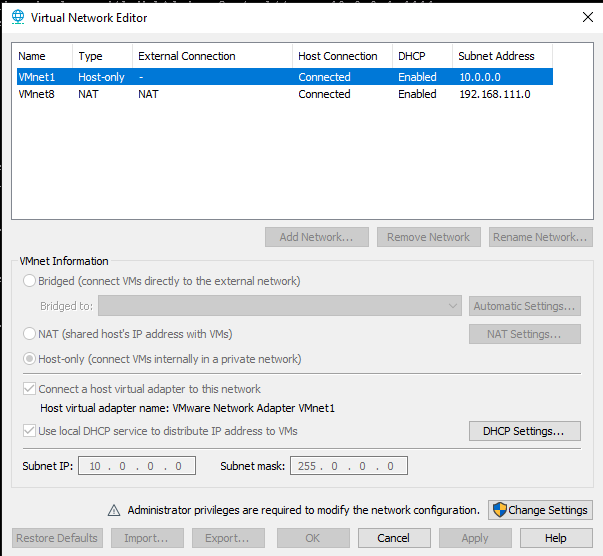 Virtual Network Editor
Name Type External Connection Host Connection DHCP Subnet Address
VMnet1 Host-only - Connected Enabled 10.0.0.0
VMnet8 NAT NAT Connected Enabled 192.168.111.0
Add Network... Remove Network Rename Network...
VMnet Information
Bridged (connect VMs directly to the external network)
Bridged to: Automatic Settings...
NAT (shared host's IP address with VMs) NAT Settings...
Host-only (connect VMs internally in a private network)
Connect a host virtual adapter to this network
Host virtual adapter name: VMware Network Adapter VMnet1
Use local DHCP service to distribute IP address to VMs DHCP Settings...
Subnet IP: 10 . 0 . 0 . 0 Subnet mask: 255 . 0 . 0 . 0
Administrator privileges are required to modify the network configuration. Change Settings
Restore Defaults Import... Export... OK Cancel Apply Help